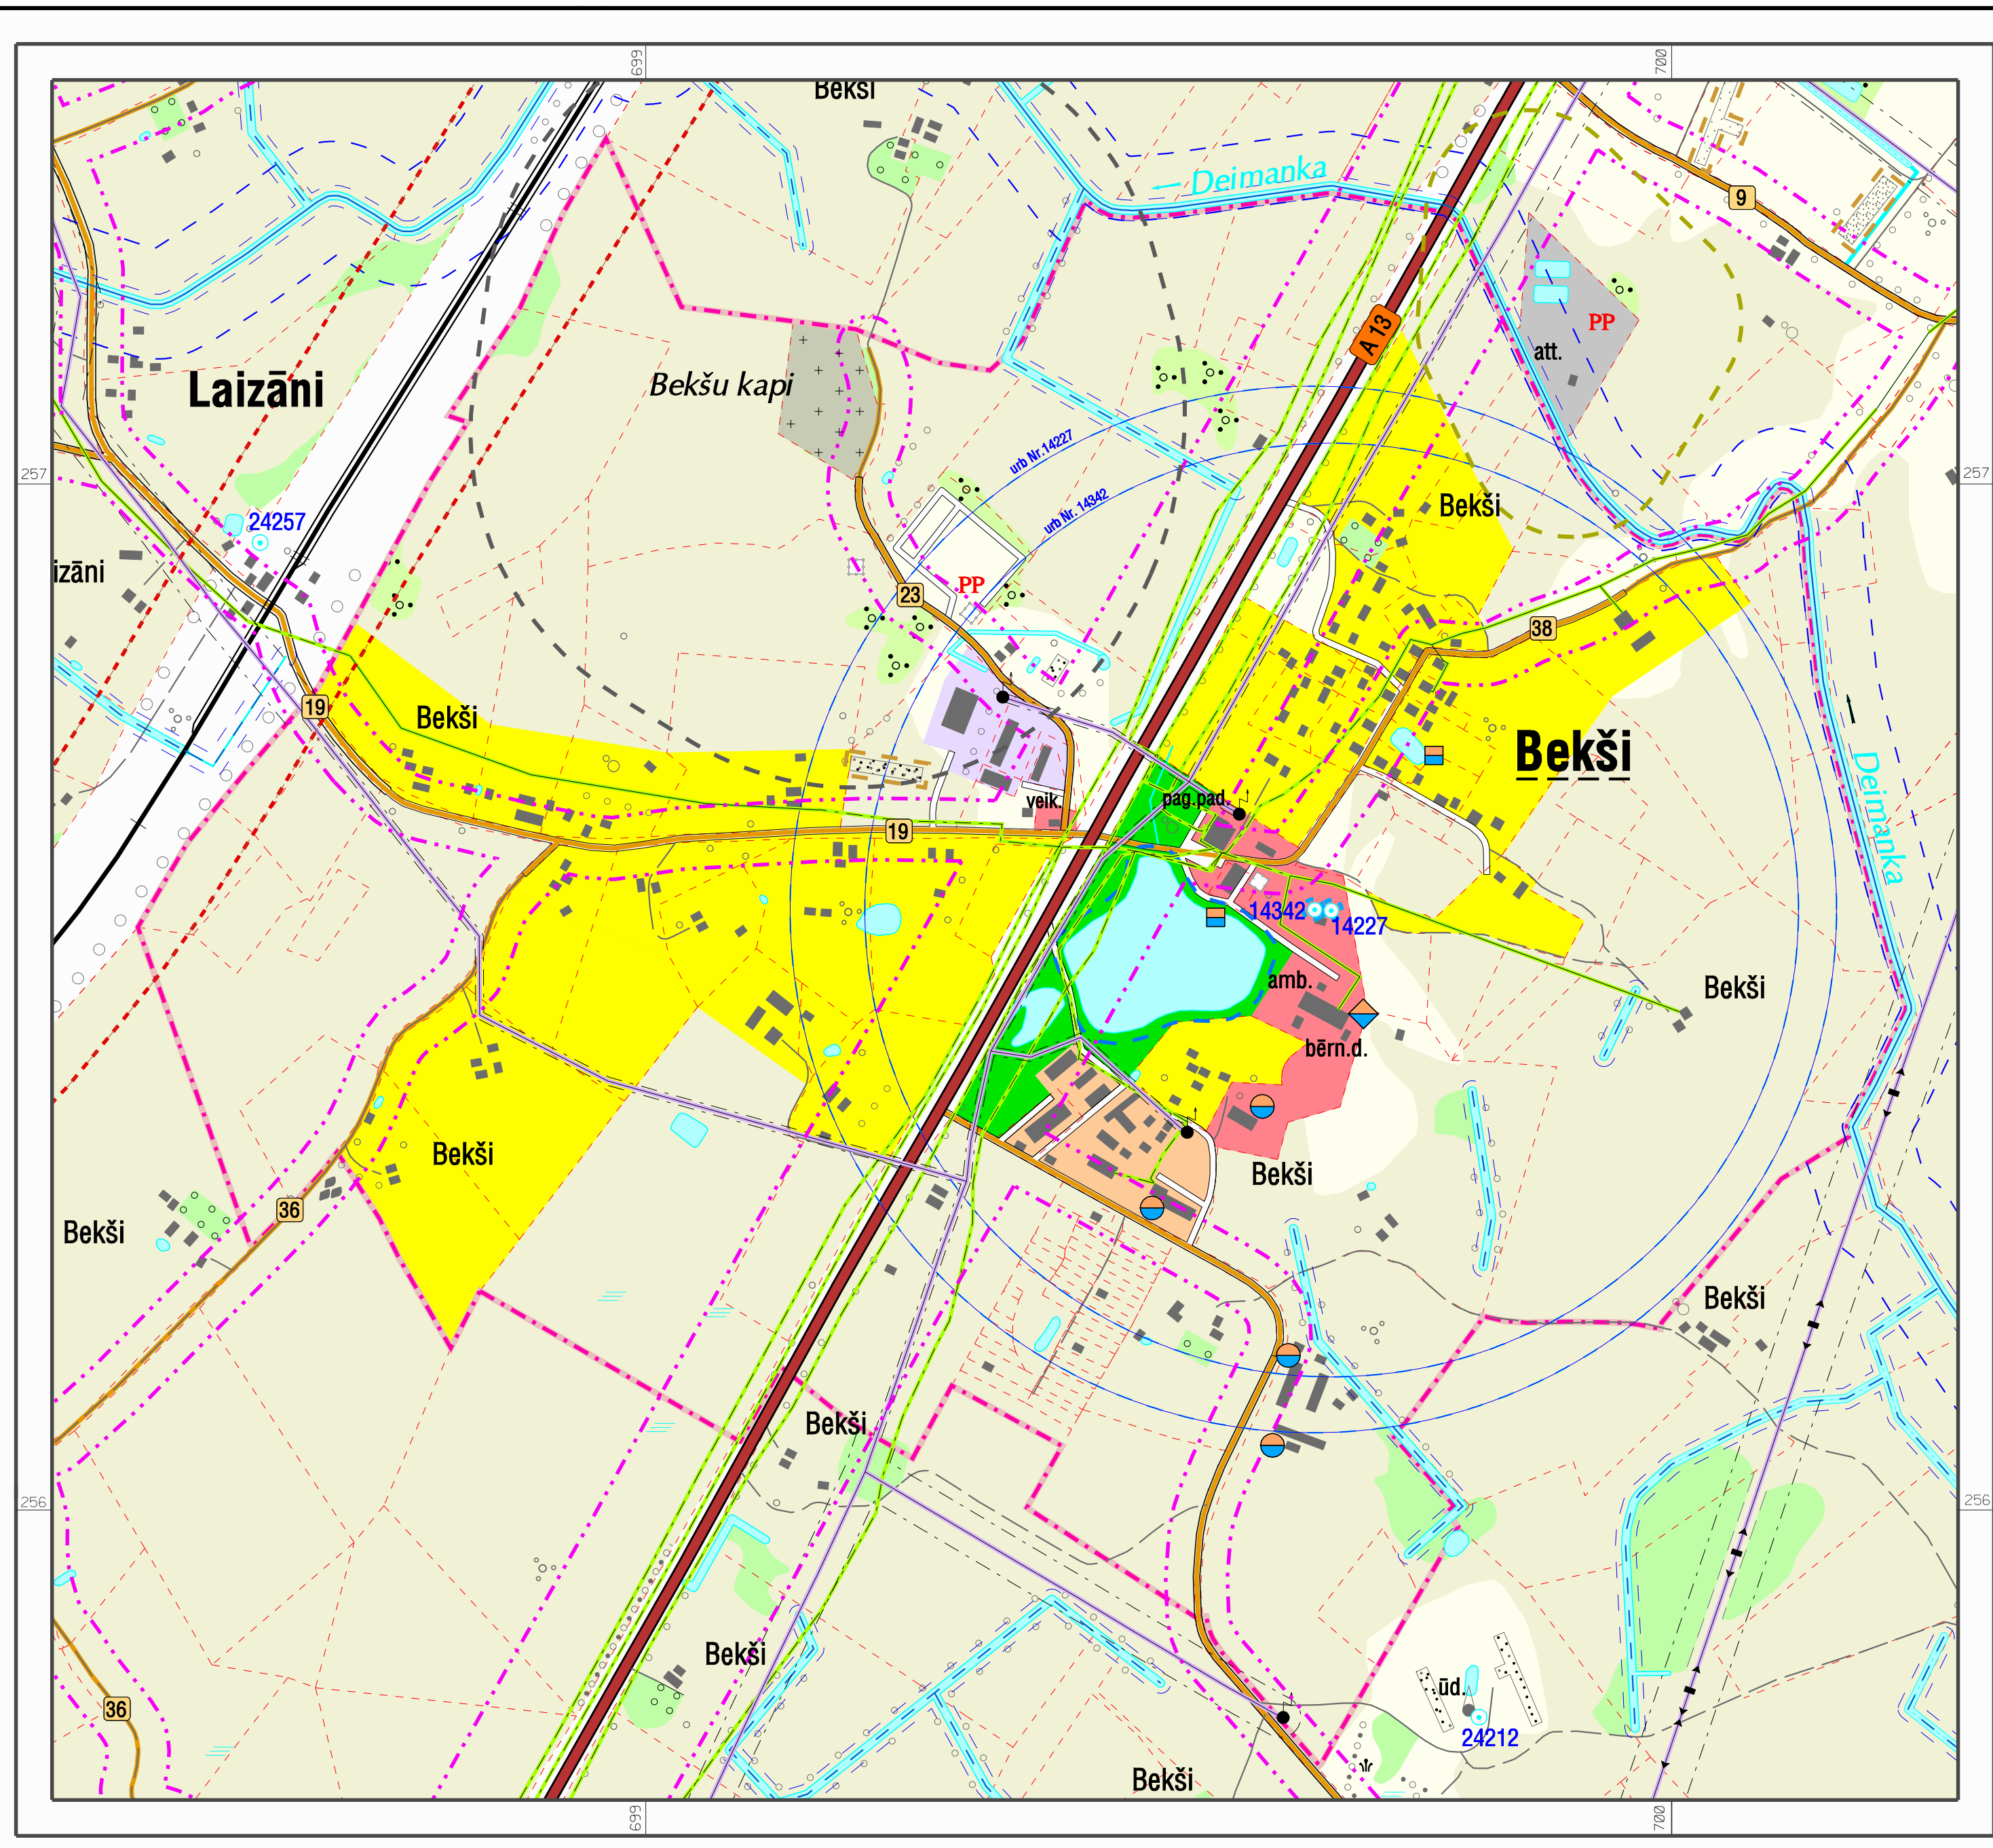 699
700
Bekši
Deimanka
9
A 13
PP
att.
Laizāni
Bekšu kapi
257
257
urb Nr.14227
urb Nr. 14342
Bekši
24257
izāni
PP
23
38
19
Bekši
Bekši
veik.
pag.pad.
19
Deimanka
14342
14227
amb.
Bekši
bērn.d.
Bekši
Bekši
36
Bekši
Bekši
Bekši
256
256
Bekši
ūd.
36
24212
Bekši
699
700